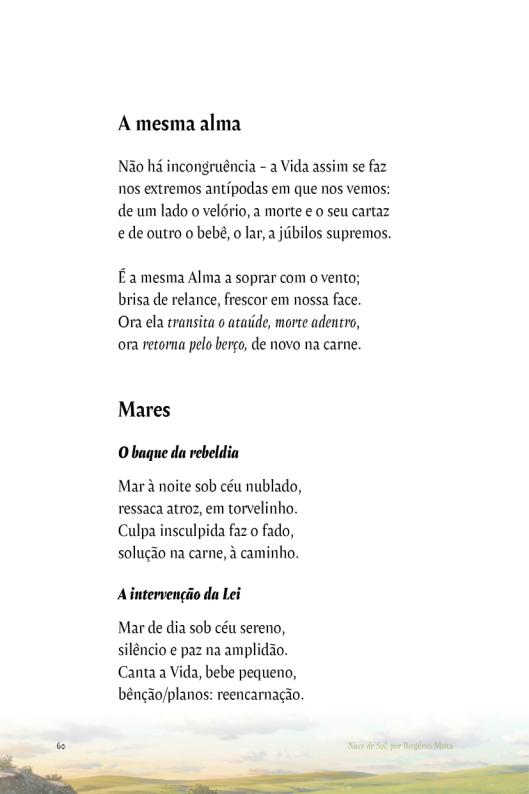 A mesma alma
Não há incongruência – a Vida assim se faz
nos extremos antípodas em que nos vemos:
de um lado o velório, a morte e o seu cartaz
e de outro o bebê, o lar, a júbilos supremos.
É a mesma Alma a soprar com o vento;
brisa de relance, frescor em nossa face.
Ora ela transita o ataúde, morte adentro,
ora retorna pelo berço, de novo na carne.
Mares
O baque da rebeldia
Mar à noite sob céu nublado,
ressaca atroz, em torvelinho.
Culpa insculpida faz o fado,
solução na carne, à caminho.
A intervenção da Lei
Mar de dia sob céu sereno,
silêncio e paz na amplidão.
Canta a Vida, bebe pequeno,
bênção/planos: reencarnação.
60
Naco de Sol, por Rogério Mota